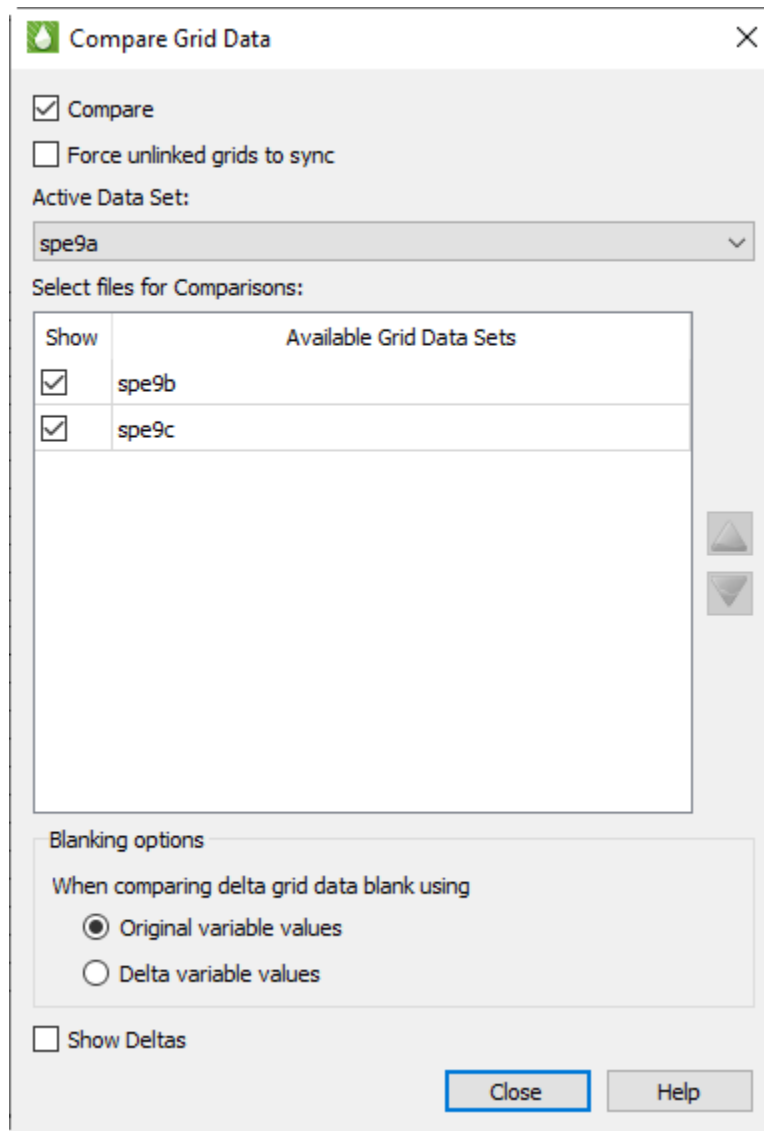 Compare Grid Data
Compare
Force unlinked grids to sync
Active Data Set:
spe9a
Select files for Comparisons:
Show Available Grid Data Sets
spe9b
spe9c
Blanking options
When comparing delta grid data blank using
Original variable values
Delta variable values
Show Deltas
Close Help